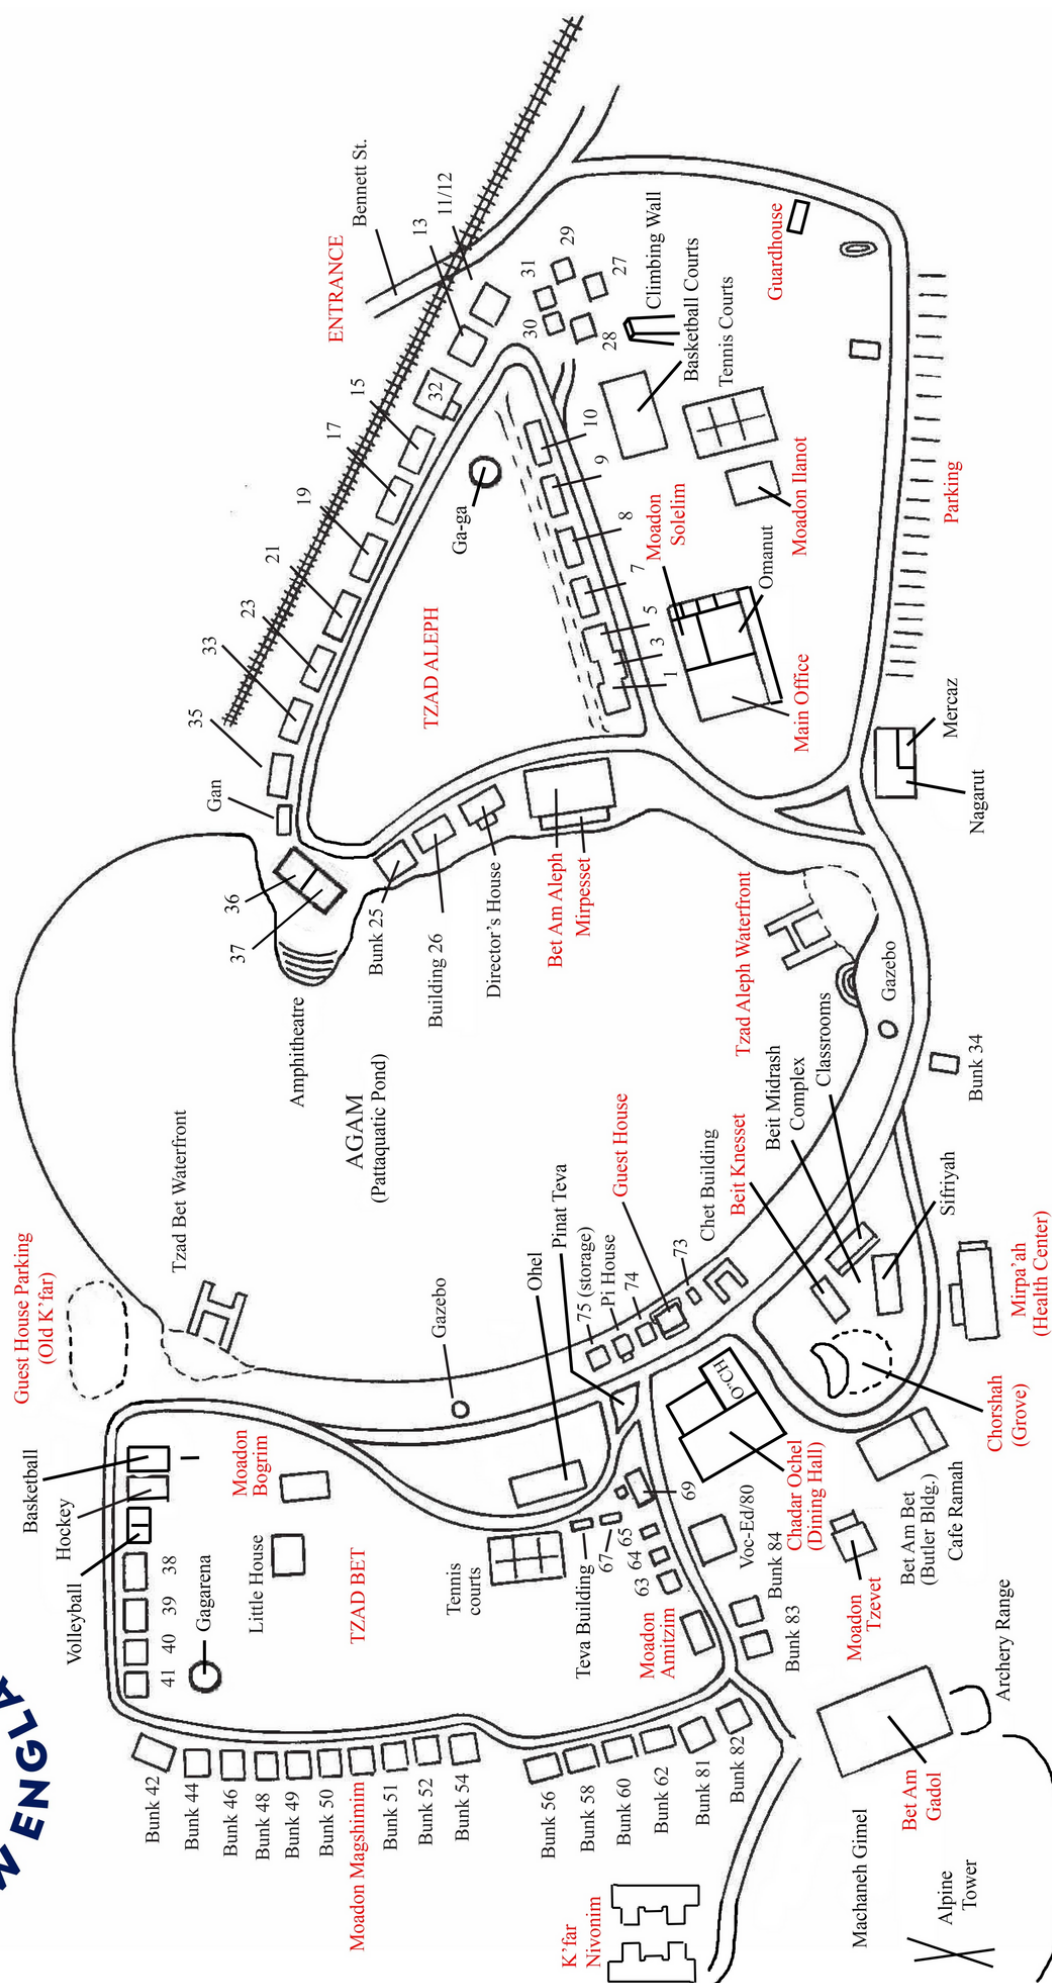 W ENGLA
Guest House Parking
(Old K'far)
Tzad Bet Waterfront
Basketball
Hockey
Volleyball
38
39
40
41
Gagarena
Moadon
Bogrim
Little House
TZAD BET
Tennis
courts
Gazebo
Ohel
Pinat Teva
75 (storage)
Pi House
74
Guest House
73
Chet Building
Teva Building
67
65
64
63
69
Moadon
Amitzim
Voc-Ed/80
Bunk 84
Bunk 83
O"CH
Chadar Ochel
(Dining Hall)
Bunk 42
Bunk 44
Bunk 46
Bunk 48
Bunk 49
Bunk 50
Moadon Magshimim
Bunk 51
Bunk 52
Bunk 54
Bunk 56
Bunk 58
Bunk 60
Bunk 62
Bunk 81
Bunk 82
K'far
Nivonim
Machaneh Gimel
Bet Am
Gadol
Alpine
Tower
Archery Range
Moadon
Tzevet
Bet Am Bet
(Butler Bldg.)
Cafe Ramah
Chorshah
(Grove)
Mirpa'ah
(Health Center)
Sifriyah
Beit Knesset
Beit Midrash
Complex
Classrooms
Bunk 34
Gazebo
Tzad Aleph Waterfront
AGAM
(Pattaquatic Pond)
Amphitheatre
36
37
Bunk 25
Building 26
Director's House
Bet Am Aleph
Mirpesset
Gan
35
33
23
21
19
17
15
32
13
11/12
ENTRANCE
Bennett St.
TZAD ALEPH
Ga-ga
31
29
30
27
28
Climbing Wall
Basketball Courts
Tennis Courts
Guardhouse
10
9
8
7
5
3
1
Moadon
Solelim
Moadon Ilanot
Omanut
Main Office
Parking
Mercaz
Nagarut